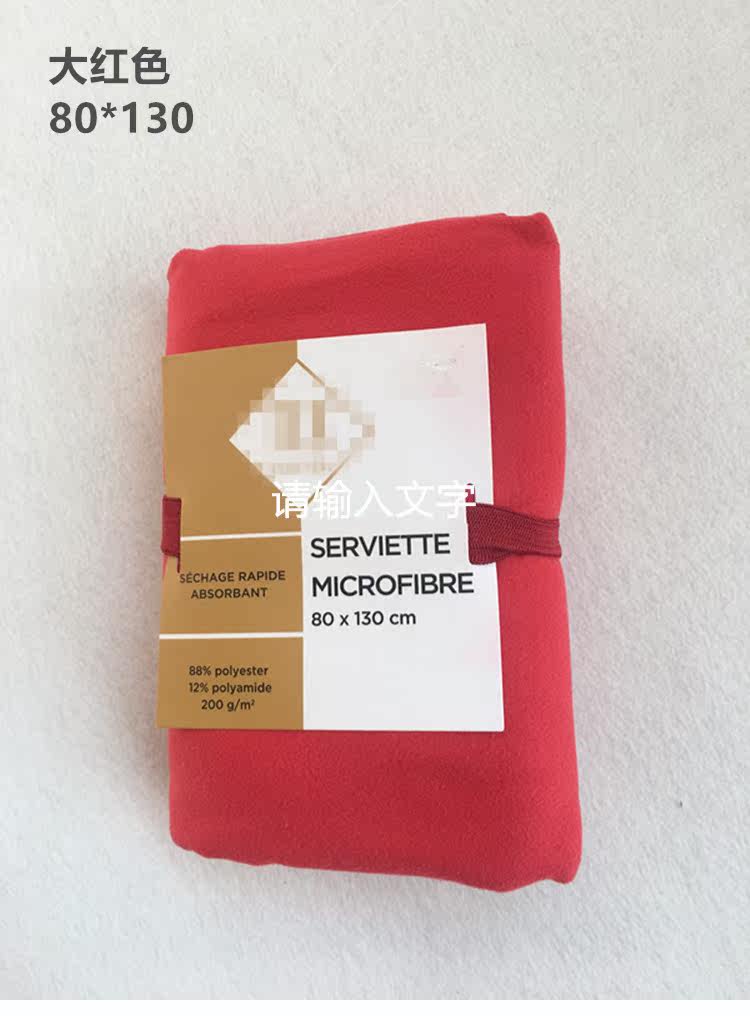 大红色
80*130
请输入文字
SERVIETTE
MICROFIBRE
80 x 130 cm
SÉCHAGE RAPIDE
ABSORBANT
88% polyester
12% polyamide
200 g/m²